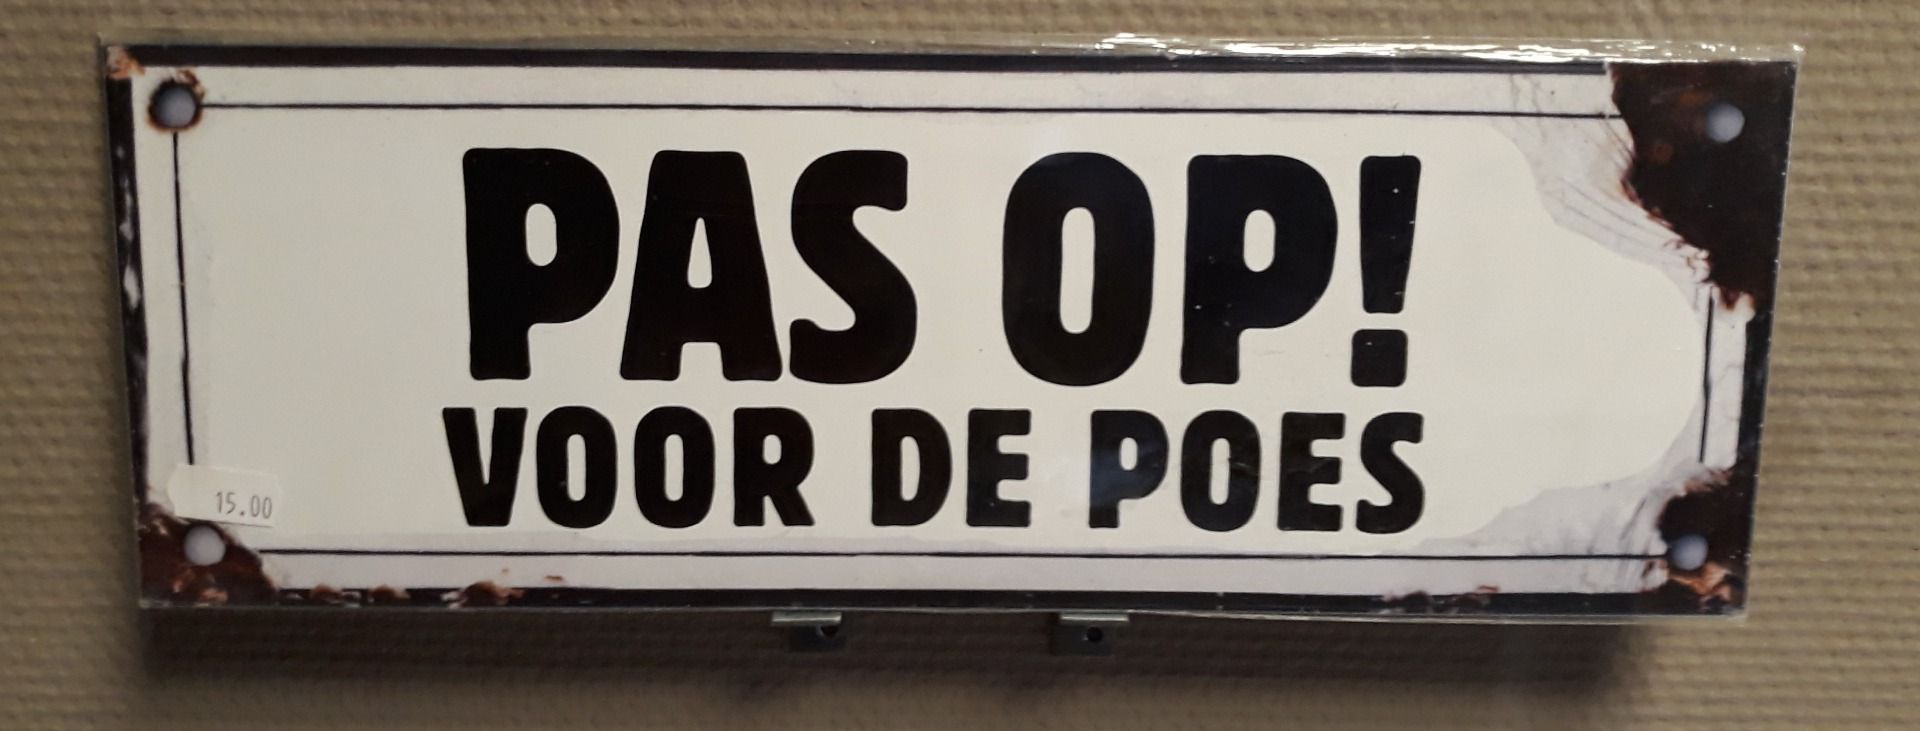 PAS OP!
VOOR DE POES
15.00